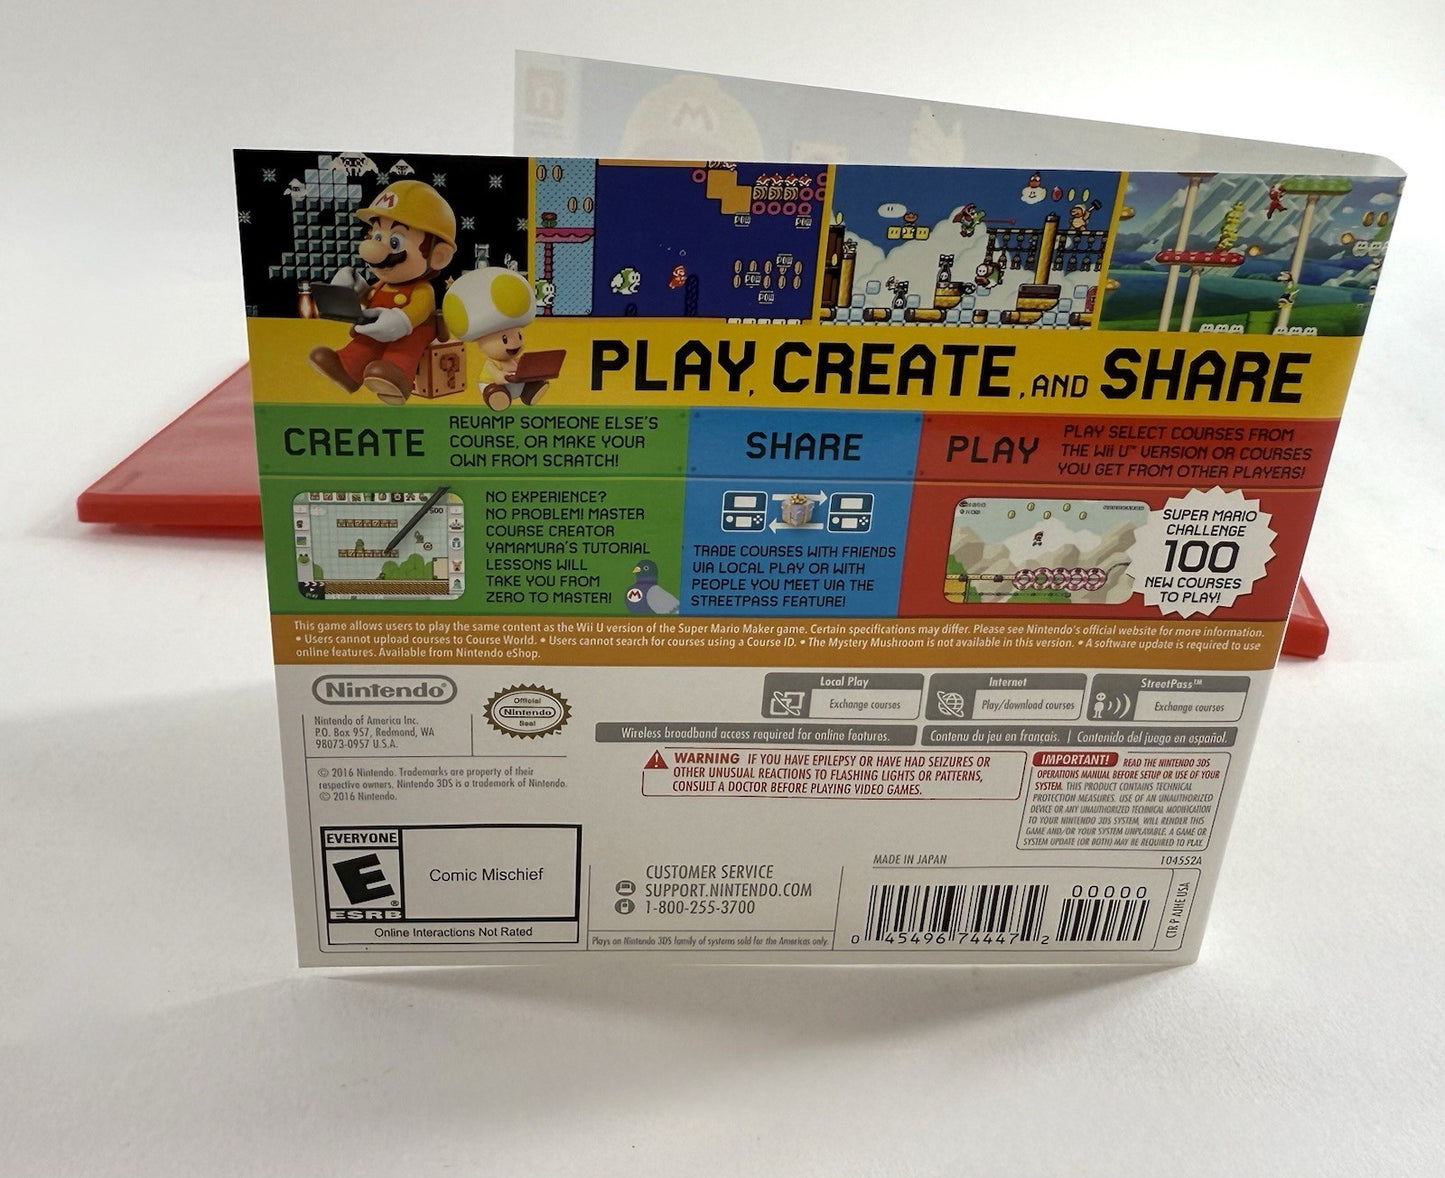 PLAY, CREATE, AND SHARE
CREATE
REVAMP SOMEONE ELSE'S
COURSE, OR MAKE YOUR
OWN FROM SCRATCH!
NO EXPERIENCE?
NO PROBLEM! MASTER
COURSE CREATOR
YAMAMURA'S TUTORIAL
LESSONS WILL
TAKE YOU FROM
ZERO TO MASTER!
SHARE
TRADE COURSES WITH FRIENDS
VIA LOCAL PLAY OR WITH
PEOPLE YOU MEET VIA THE
STREETPASS FEATURE!
PLAY
PLAY SELECT COURSES FROM
THE Wii U™ VERSION OR COURSES
YOU GET FROM OTHER PLAYERS!
SUPER MARIO
CHALLENGE
100
NEW COURSES
TO PLAY!
This game allows users to play the same content as the Wii U version of the Super Mario Maker game. Certain specifications may differ. Please see Nintendo's official website for more information.
• Users cannot upload courses to Course World. • Users cannot search for courses using a Course ID. • The Mystery Mushroom is not available in this version. • A software update is required to use
online features. Available from Nintendo eShop.
Nintendo®
Nintendo of America Inc.
P.O. Box 957, Redmond, WA
98073-0957 U.S.A.
Official
Nintendo
Seal
Local Play
Exchange courses
Internet
Play/download courses
StreetPass™
Exchange courses
Wireless broadband access required for online features.
Contenu du jeu en français. | Contenido del juego en español.
© 2016 Nintendo. Trademarks are property of their
respective owners. Nintendo 3DS is a trademark of Nintendo.
© 2016 Nintendo.
WARNING IF YOU HAVE EPILEPSY OR HAVE HAD SEIZURES OR
OTHER UNUSUAL REACTIONS TO FLASHING LIGHTS OR PATTERNS,
CONSULT A DOCTOR BEFORE PLAYING VIDEO GAMES.
IMPORTANT! READ THE NINTENDO 3DS
OPERATIONS MANUAL BEFORE SETUP OR USE OF YOUR
SYSTEM. THIS PRODUCT CONTAINS TECHNICAL
PROTECTION MEASURES. USE OF AN UNAUTHORIZED
DEVICE OR ANY UNAUTHORIZED TECHNICAL MODIFICATION
TO YOUR NINTENDO 3DS SYSTEM, WILL RENDER THIS
GAME AND/OR YOUR SYSTEM UNPLAYABLE. A GAME OR
SYSTEM UPDATE (OR BOTH) MAY BE REQUIRED TO PLAY.
EVERYONE
E
®
ESRB
Comic Mischief
Online Interactions Not Rated
CUSTOMER SERVICE
SUPPORT.NINTENDO.COM
1-800-255-3700
Plays on Nintendo 3DS family of systems sold for the Americas only.
MADE IN JAPAN
104552A
0 45496 74447 2
00000
CTR P AJHE USA